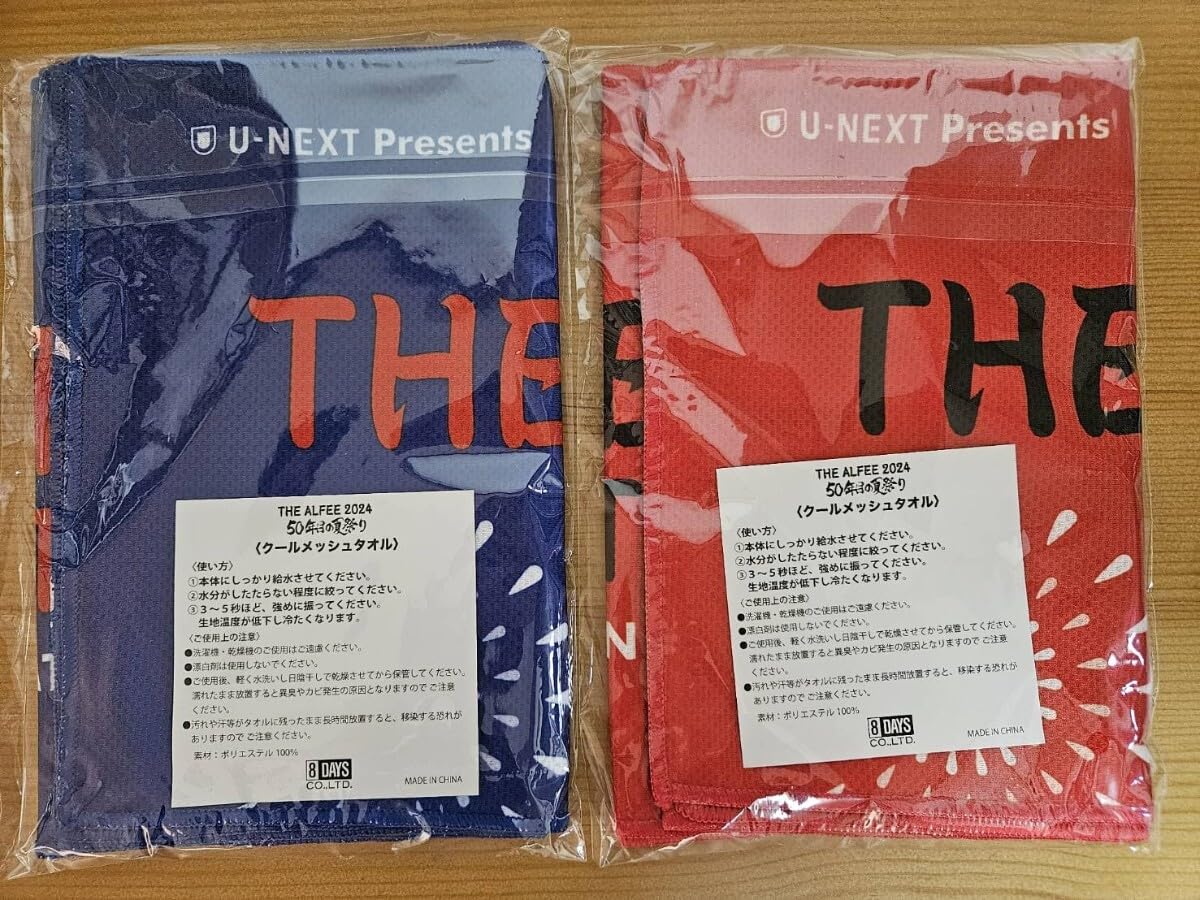 U-NEXT Presents
THE
THE ALFEE 2024
50年目の夏祭り
〈クールメッシュタオル〉
〈使い方〉
①本体にしっかり給水させてください。
②水分がしたたらない程度に絞ってください。
③3～5秒ほど、強めに振ってください。
生地温度が低下し冷たくなります。
〈ご使用上の注意〉
●洗濯機・乾燥機のご使用はご遠慮ください。
●漂白剤は使用しないでください。
●ご使用後、軽く水洗いし日陰干しで乾燥させてから保管してください。
濡れたまま放置すると異臭やカビ発生の原因となりますので ご注意
ください。
●汚れや汗等がタオルに残ったまま長時間放置すると、移染する恐れが
ありますので ご注意ください。
素材：ポリエステル 100%
8 DAYS
CO.,LTD.
MADE IN CHINA
U-NEXT Presents
THE
N
THE ALFEE 2024
50年目の夏祭り
〈クールメッシュタオル〉
〈使い方〉
①本体にしっかり給水させてください。
②水分がしたたらない程度に絞ってください。
③3～5秒ほど、強めに振ってください。
生地温度が低下し冷たくなります。
〈ご使用上の注意〉
●洗濯機・乾燥機のご使用はご遠慮ください。
●漂白剤は使用しないでください。
●ご使用後、軽く水洗いし日陰干しで乾燥させてから保管してください。
濡れたまま放置すると異臭やカビ発生の原因となりますので ご注意
ください。
●汚れや汗等がタオルに残ったまま長時間放置すると、移染する恐れが
ありますので ご注意ください。
素材：ポリエステル 100%
8 DAYS
CO.,LTD.
MADE IN CHINA